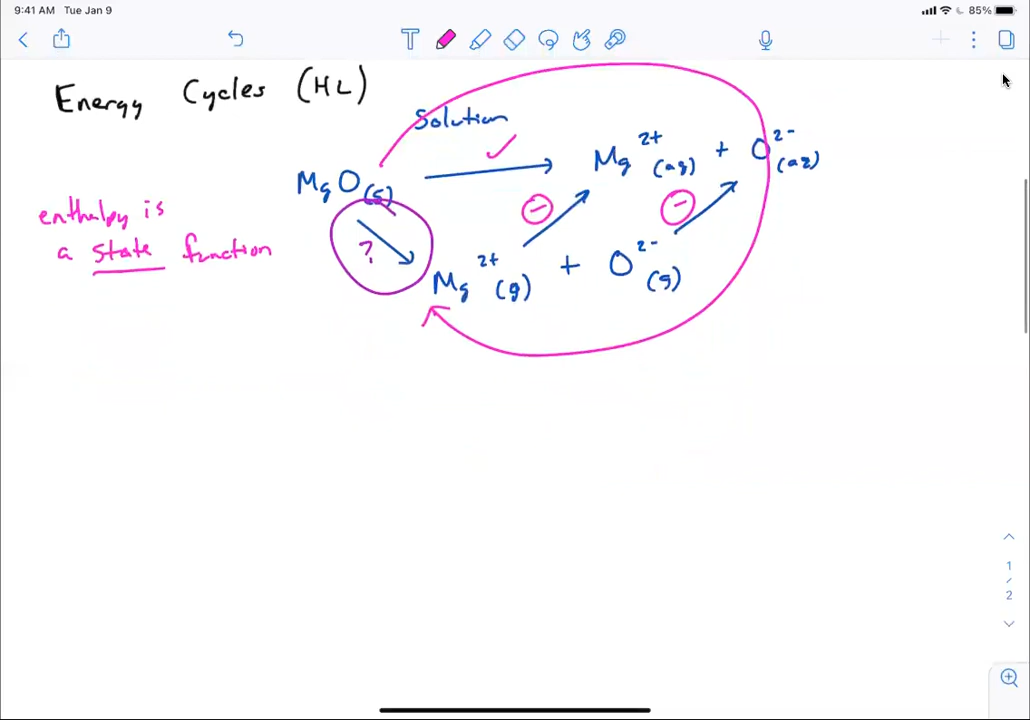 9:41 AM Tue Jan 9
85%
Energy Cycles (HL)
Solution
MgO(s) → Mg²⁺(aq) + O²⁻(aq)
enthalpy is
a state function
?
⊖ ⊖
Mg²⁺(g) + O²⁻(g)
1
/
2